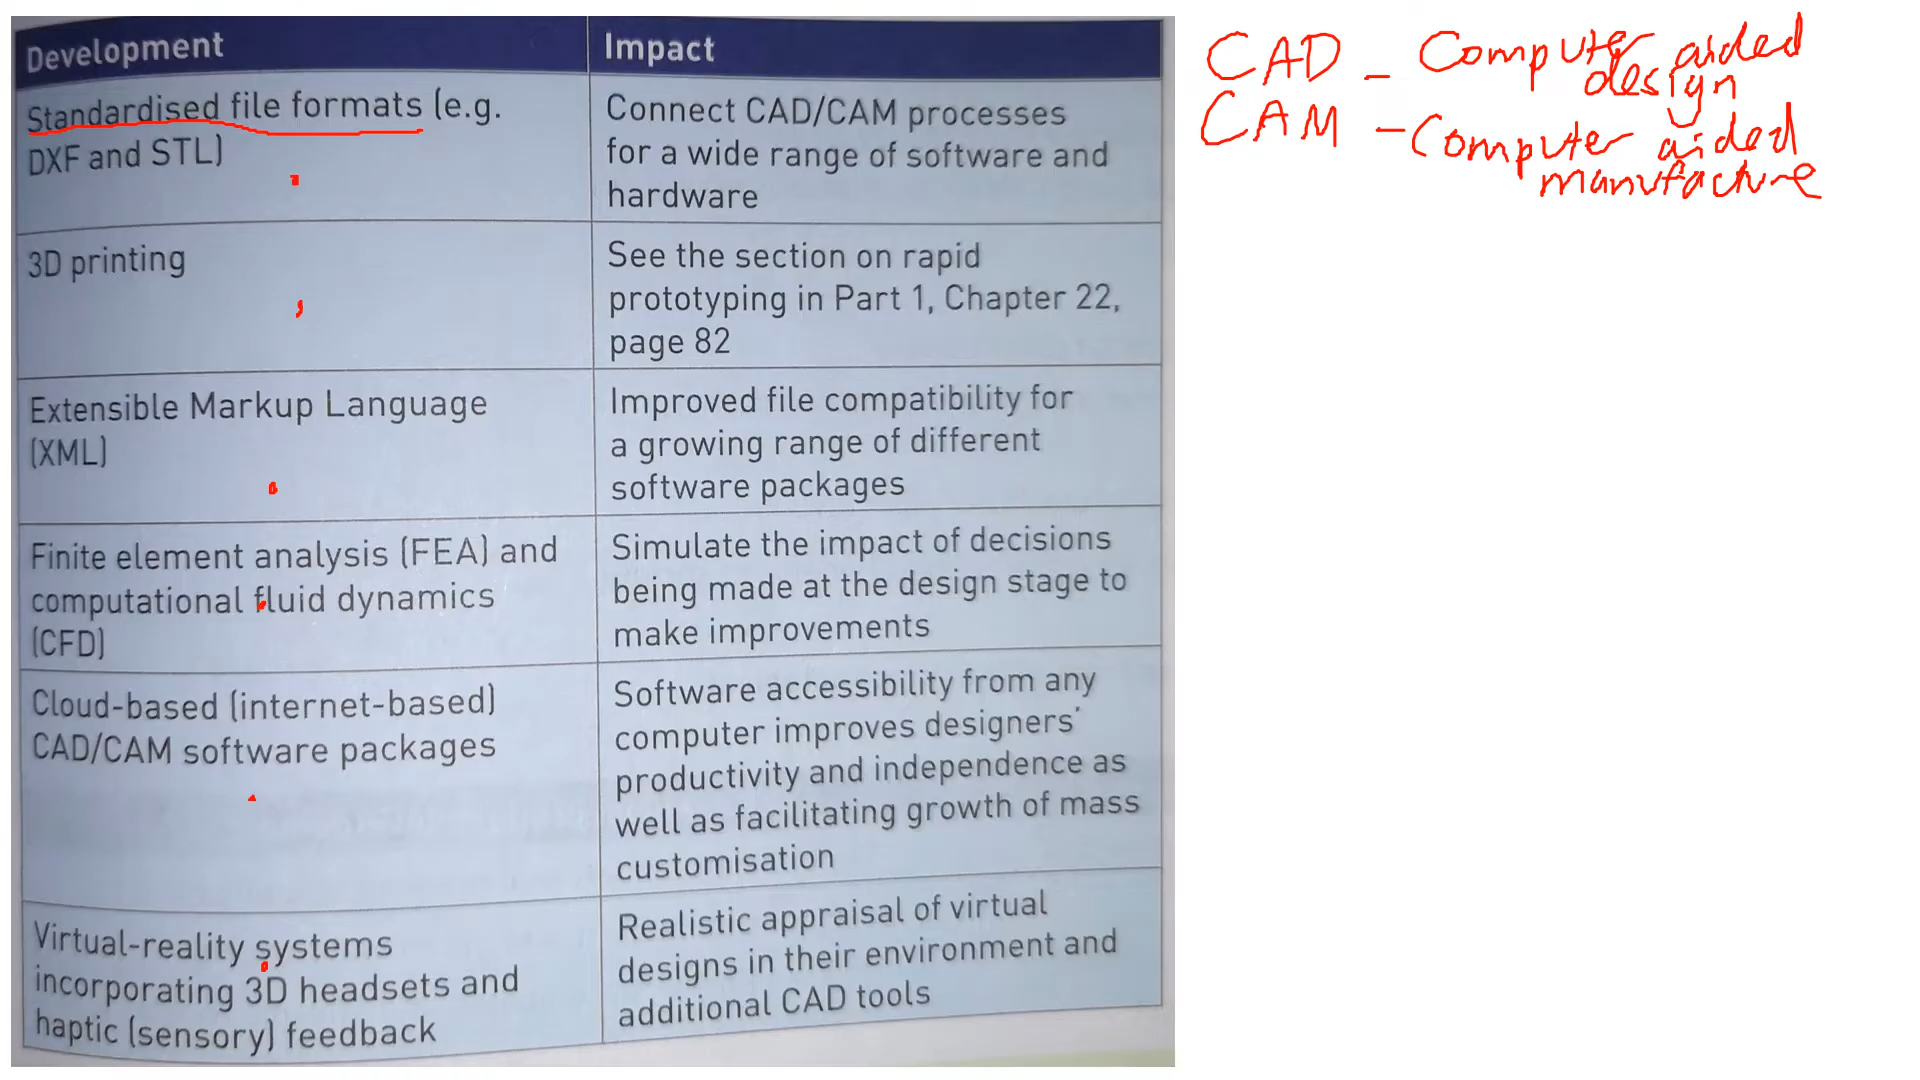 Development
Impact
Standardised file formats (e.g.
DXF and STL)
Connect CAD/CAM processes
for a wide range of software and
hardware
3D printing
See the section on rapid
prototyping in Part 1, Chapter 22,
page 82
Extensible Markup Language
(XML)
Improved file compatibility for
a growing range of different
software packages
Finite element analysis (FEA) and
computational fluid dynamics
(CFD)
Simulate the impact of decisions
being made at the design stage to
make improvements
Cloud-based (internet-based)
CAD/CAM software packages
Software accessibility from any
computer improves designers'
productivity and independence as
well as facilitating growth of mass
customisation
Virtual-reality systems
incorporating 3D headsets and
haptic (sensory) feedback
Realistic appraisal of virtual
designs in their environment and
additional CAD tools
CAD - Computer aided
design
CAM - Computer aided
manufacture